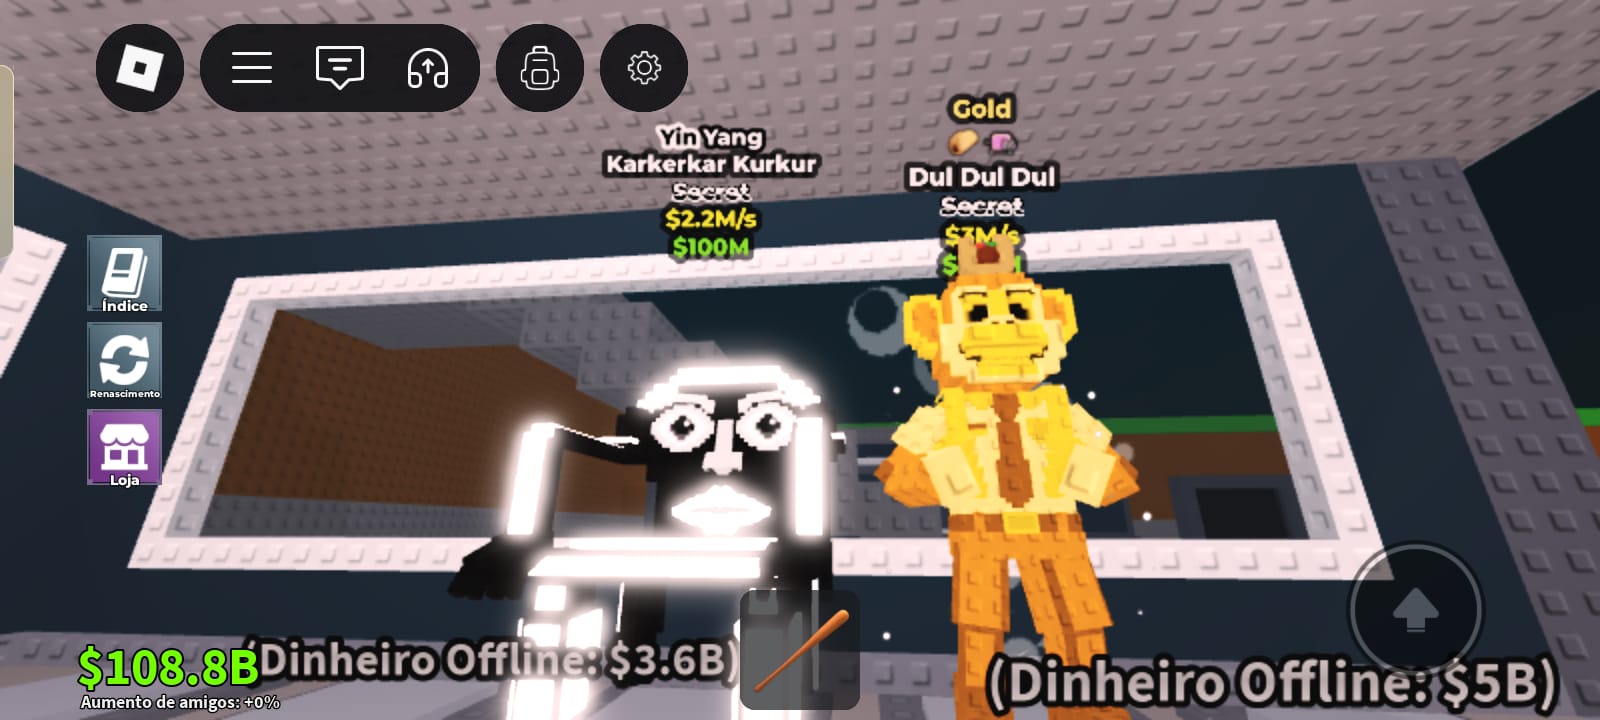 Gold
Yin Yang
Karkerkar Kurkur
Secret
$2.2M/s
$100M
Dul Dul Dul
Secret
$3M/s
Índice
Renascimento
Loja
$108.8B
(Dinheiro Offline: $3.6B)
(Dinheiro Offline: $5B)
Aumento de amigos: +0%